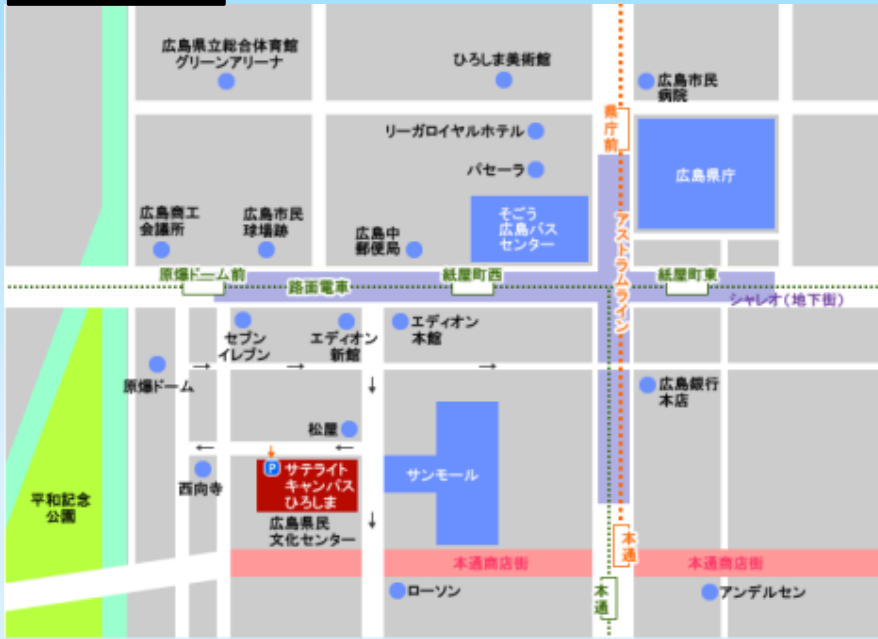 広島県立総合体育館
グリーンアリーナ
ひろしま美術館
広島市民
病院
県庁前
リーガロイヤルホテル
パセーラ
広島県庁
広島商工
会議所
広島市民
球場跡
広島中
郵便局
そごう
広島バス
センター
アストラムライン
原爆ドーム前
路面電車
紙屋町西
紙屋町東
シャレオ(地下街)
セブン
イレブン
エディオン
新館
エディオン
本館
→
→
→
原爆ドーム
↓
広島銀行
本店
松屋
←
←
P
サテライト
キャンパス
ひろしま
サンモール
西向寺
平和記念
公園
広島県民
文化センター
↓
本通
本通商店街
本通商店街
ローソン
本通
アンデルセン